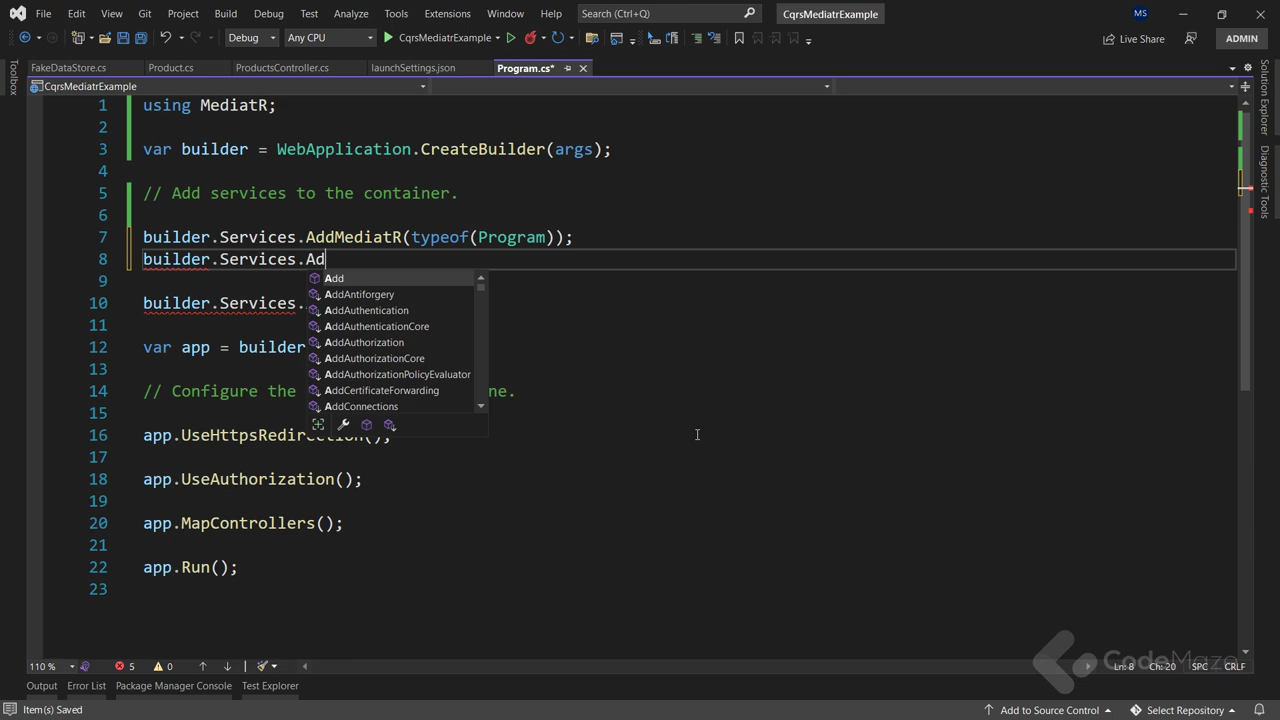 File Edit View Git Project Build Debug Test Analyze Tools Extensions Window Help Search (Ctrl+Q) CqrsMediatrExample MS
Debug Any CPU CqrsMediatrExample Live Share ADMIN
FakeDataStore.cs Product.cs ProductsController.cs launchSettings.json Program.cs*
CqrsMediatrExample
Toolbox
Solution Explorer
Diagnostic Tools
1 using MediatR;
2
3 var builder = WebApplication.CreateBuilder(args);
4
5 // Add services to the container.
6
7 builder.Services.AddMediatR(typeof(Program));
8 builder.Services.Ad
Add
AddAntiforgery
AddAuthentication
AddAuthenticationCore
AddAuthorization
AddAuthorizationCore
AddAuthorizationPolicyEvaluator
AddCertificateForwarding
AddConnections
9
10 builder.Services.
11
12 var app = builder
13
14 // Configure the ne.
15
16 app.UseHttpsRedirection();
17
18 app.UseAuthorization();
19
20 app.MapControllers();
21
22 app.Run();
23
CodeMaze
110 % 5 0 Ln: 8 Ch: 20 SPC CRLF
Output Error List Package Manager Console Test Explorer
Item(s) Saved Add to Source Control Select Repository